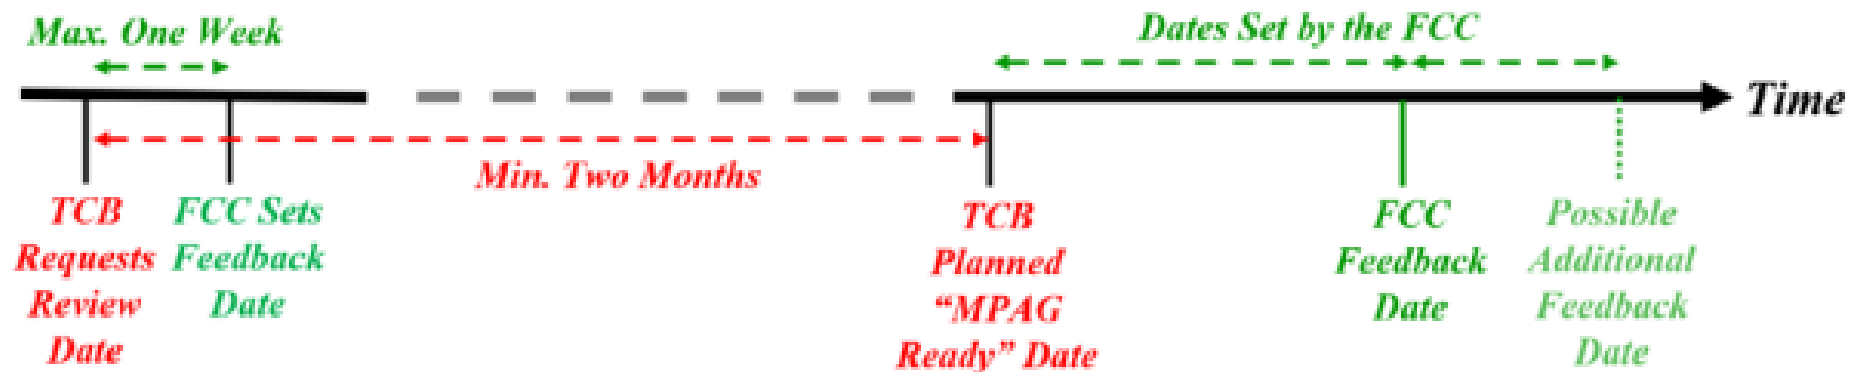 Max. One Week
Dates Set by the FCC
Time
Min. Two Months
TCB
Requests
Review
Date
FCC Sets
Feedback
Date
TCB
Planned
“MPAG
Ready” Date
FCC
Feedback
Date
Possible
Additional
Feedback
Date